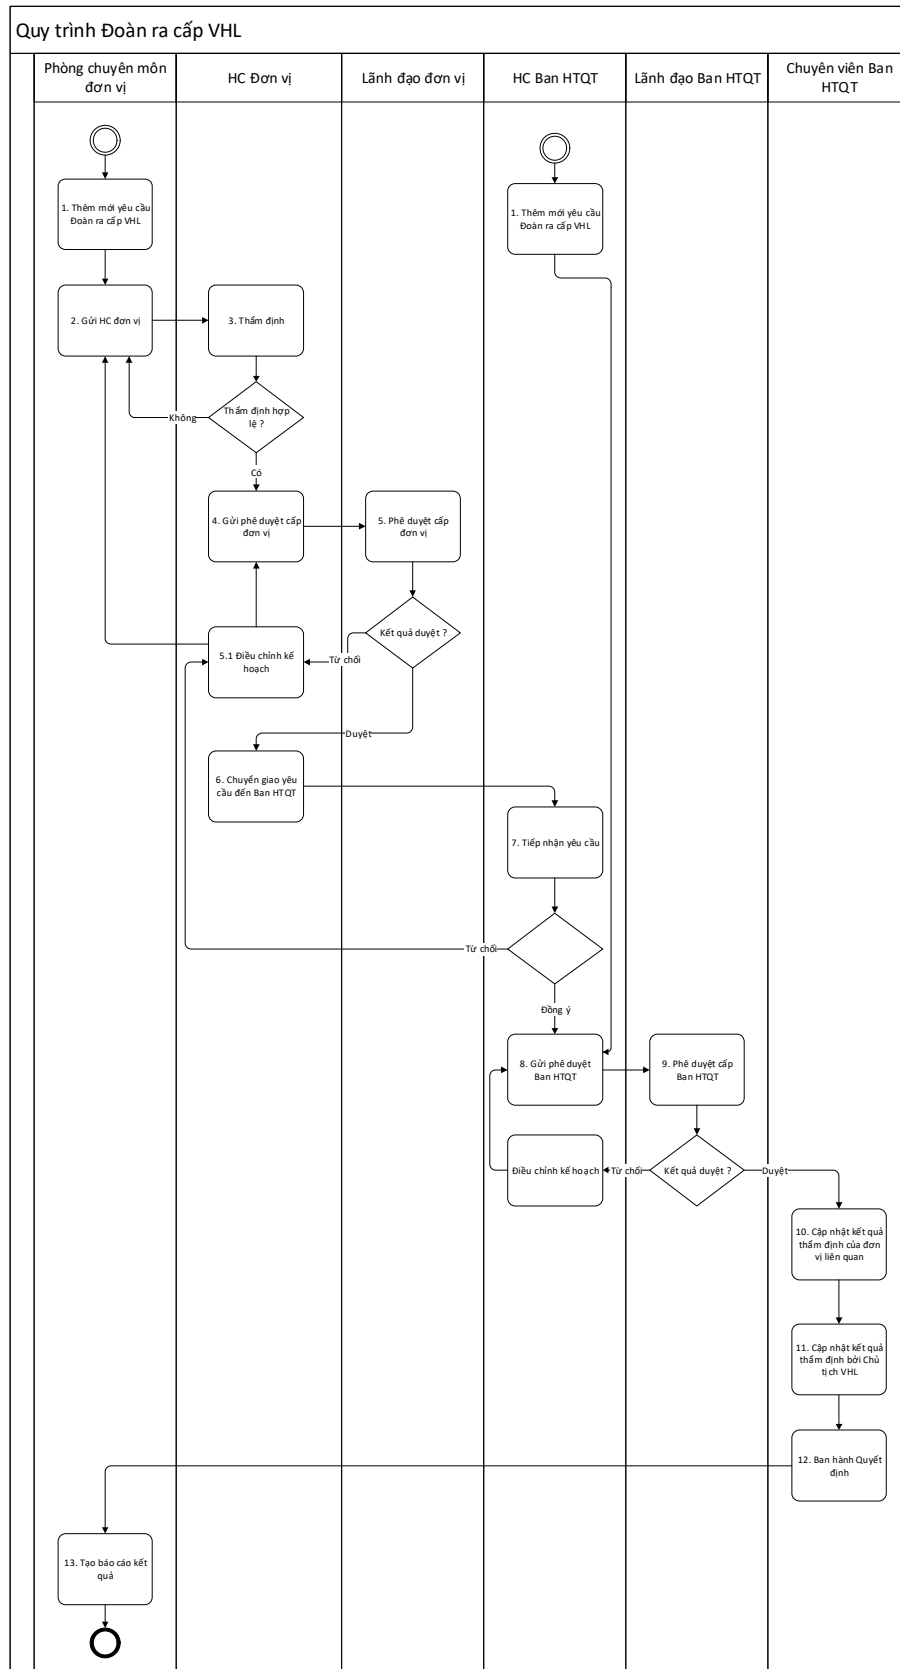 Quy trình Đoàn ra cấp VHL
Phòng chuyên môn
đơn vị
HC Đơn vị
Lãnh đạo đơn vị
HC Ban HTQT
Lãnh đạo Ban HTQT
Chuyên viên Ban
HTQT
1. Thêm mới yêu cầu
Đoàn ra cấp VHL
1. Thêm mới yêu cầu
Đoàn ra cấp VHL
2. Gửi HC đơn vị
3. Thẩm định
Thẩm định hợp
lệ ?
Không
Có
4. Gửi phê duyệt cấp
đơn vị
5. Phê duyệt cấp
đơn vị
Kết quả duyệt ?
5.1 Điều chỉnh kế
hoạch
Từ chối
Duyệt
6. Chuyển giao yêu
cầu đến Ban HTQT
7. Tiếp nhận yêu cầu
Từ chối
Đồng ý
8. Gửi phê duyệt
Ban HTQT
9. Phê duyệt cấp
Ban HTQT
Điều chỉnh kế hoạch
Từ chối
Kết quả duyệt ?
Duyệt
10. Cập nhật kết quả
thẩm định của đơn
vị liên quan
11. Cập nhật kết quả
thẩm định bởi Chủ
tịch VHL
12. Ban hành Quyết
định
13. Tạo báo cáo kết
quả